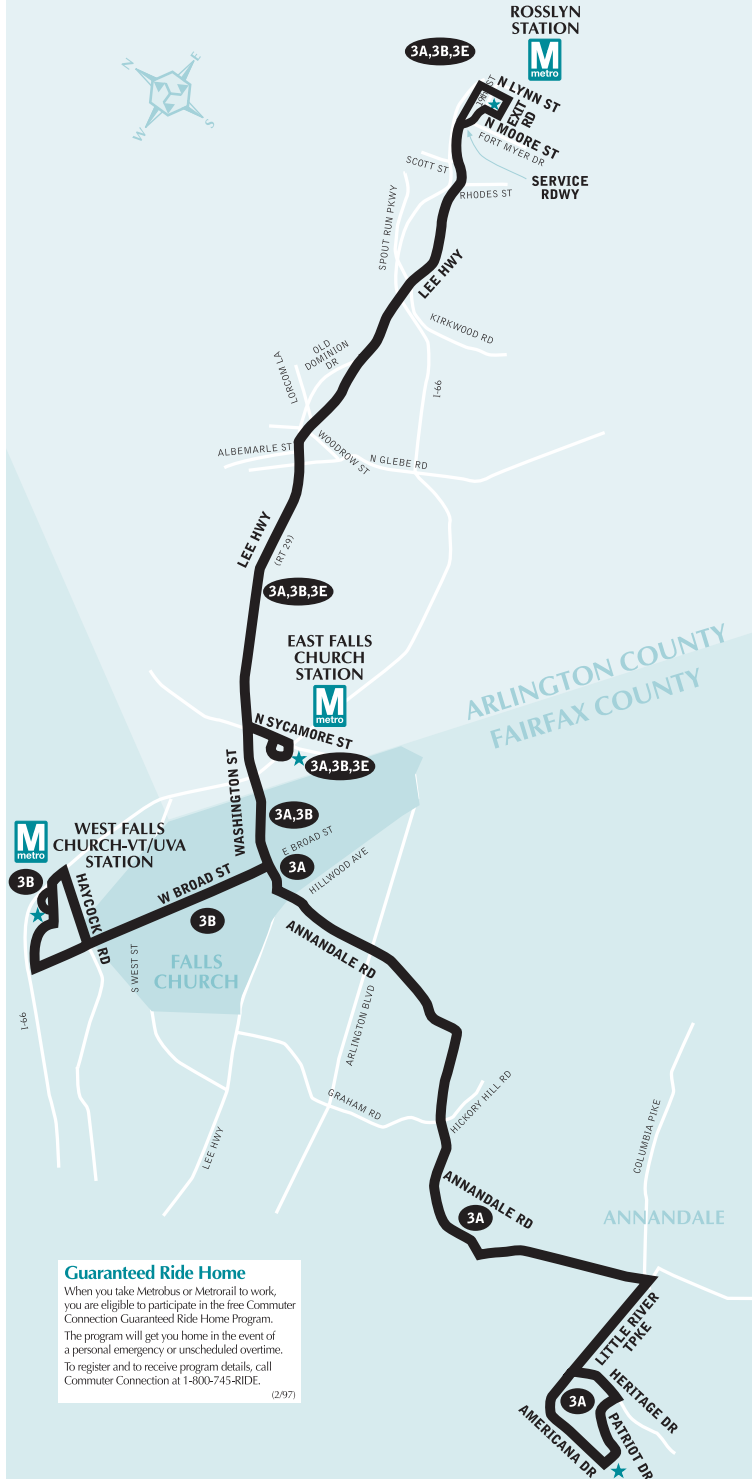 ROSSLYN
STATION
M
metro
3A,3B,3E
N
E
W
S
N LYNN ST
19th ST
EXIT
RD
N MOORE ST
FORT MYER DR
SCOTT ST
SERVICE
RDWY
RHODES ST
SPOUT RUN PKWY
LEE HWY
KIRKWOOD RD
OLD
DOMINION
DR
LORCOM LA
I-66
ALBEMARLE ST
WOODROW ST
N GLEBE RD
LEE HWY
(RT 29)
3A,3B,3E
EAST FALLS
CHURCH
STATION
M
metro
ARLINGTON COUNTY
FAIRFAX COUNTY
N SYCAMORE ST
3A,3B,3E
WASHINGTON ST
3A,3B
WEST FALLS
CHURCH-VT/UVA
STATION
M
metro
E BROAD ST
3A
HILLWOOD AVE
3B
W BROAD ST
HAYCOCK RD
3B
ANNANDALE RD
S WEST ST
FALLS
CHURCH
I-66
ARLINGTON BLVD
GRAHAM RD
HICKORY HILL RD
LEE HWY
COLUMBIA PIKE
ANNANDALE RD
3A
ANNANDALE
Guaranteed Ride Home
When you take Metrobus or Metrorail to work,
you are eligible to participate in the free Commuter
Connection Guaranteed Ride Home Program.
The program will get you home in the event of
a personal emergency or unscheduled overtime.
To register and to receive program details, call
Commuter Connection at 1-800-745-RIDE.
(2/97)
LITTLE RIVER
TPKE
HERITAGE DR
3A
PATRIOT DR
AMERICANA DR